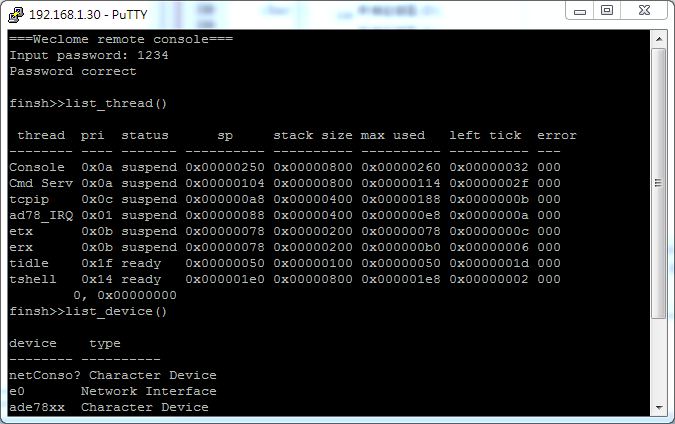 192.168.1.30 - PuTTY
===Weclome remote console===
Input password: 1234
Password correct
finsh>>list_thread()
thread pri status sp stack size max used left tick error
-------- ---- ------- ---------- ---------- ---------- ---------- ---
Console 0x0a suspend 0x00000250 0x00000800 0x00000260 0x00000032 000
Cmd Serv 0x0a suspend 0x00000104 0x00000800 0x00000114 0x0000002f 000
tcpip 0x0c suspend 0x000000a8 0x00000400 0x00000188 0x0000000b 000
ad78_IRQ 0x01 suspend 0x00000088 0x00000400 0x000000e8 0x0000000a 000
etx 0x0b suspend 0x00000078 0x00000200 0x00000078 0x0000000c 000
erx 0x0b suspend 0x00000078 0x00000200 0x000000b0 0x00000006 000
tidle 0x1f ready 0x00000050 0x00000100 0x00000050 0x0000001d 000
tshell 0x14 ready 0x000001e0 0x00000800 0x000001e8 0x00000002 000
0, 0x00000000
finsh>>list_device()
device type
-------- ----------
netConso? Character Device
e0 Network Interface
ade78xx Character Device